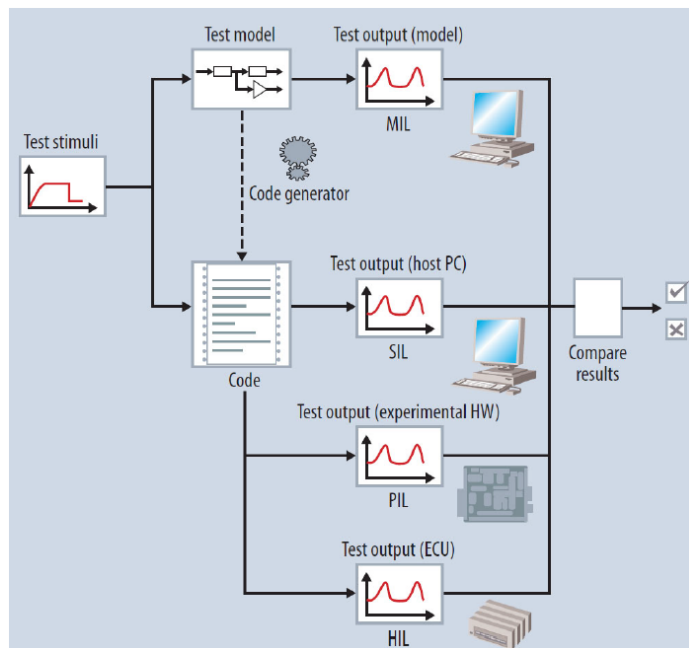 Test model
Test output (model)
MIL
Test stimuli
Code generator
Test output (host PC)
SIL
Compare
results
Code
Test output (experimental HW)
PIL
Test output (ECU)
HIL